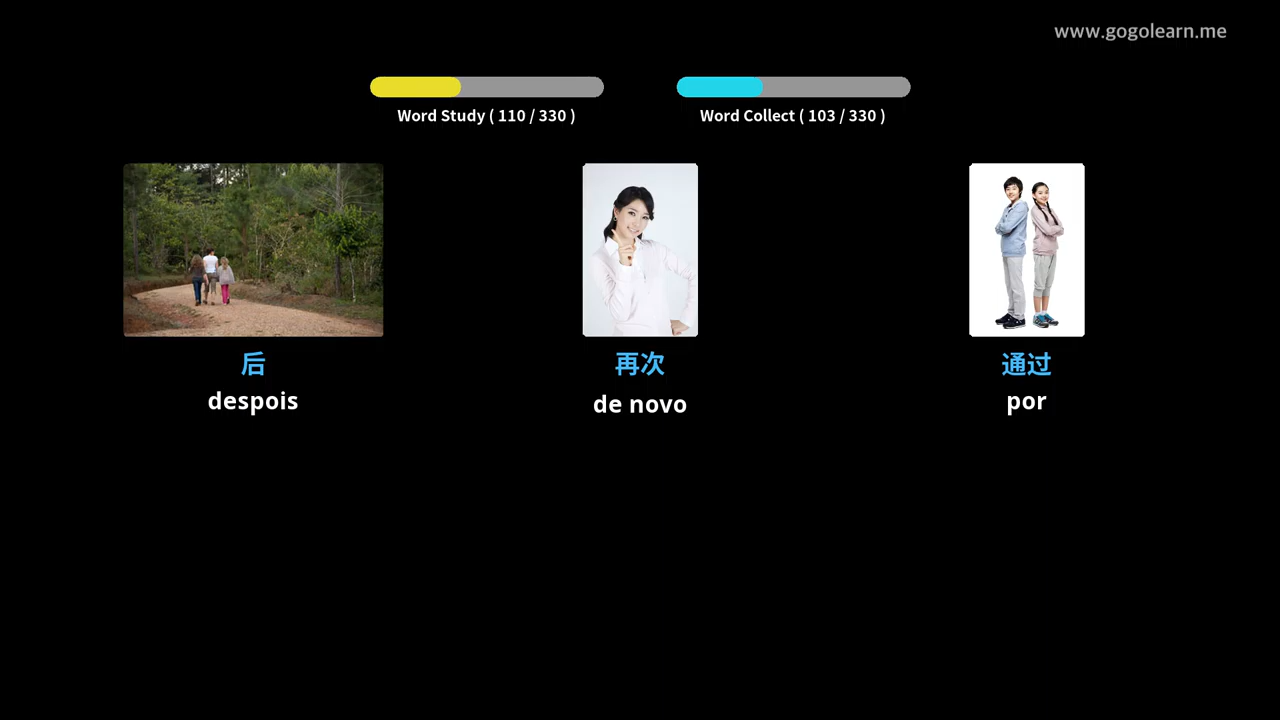 www.gogolearn.me
Word Study ( 110 / 330 )
Word Collect ( 103 / 330 )
后
despois
再次
de novo
通过
por